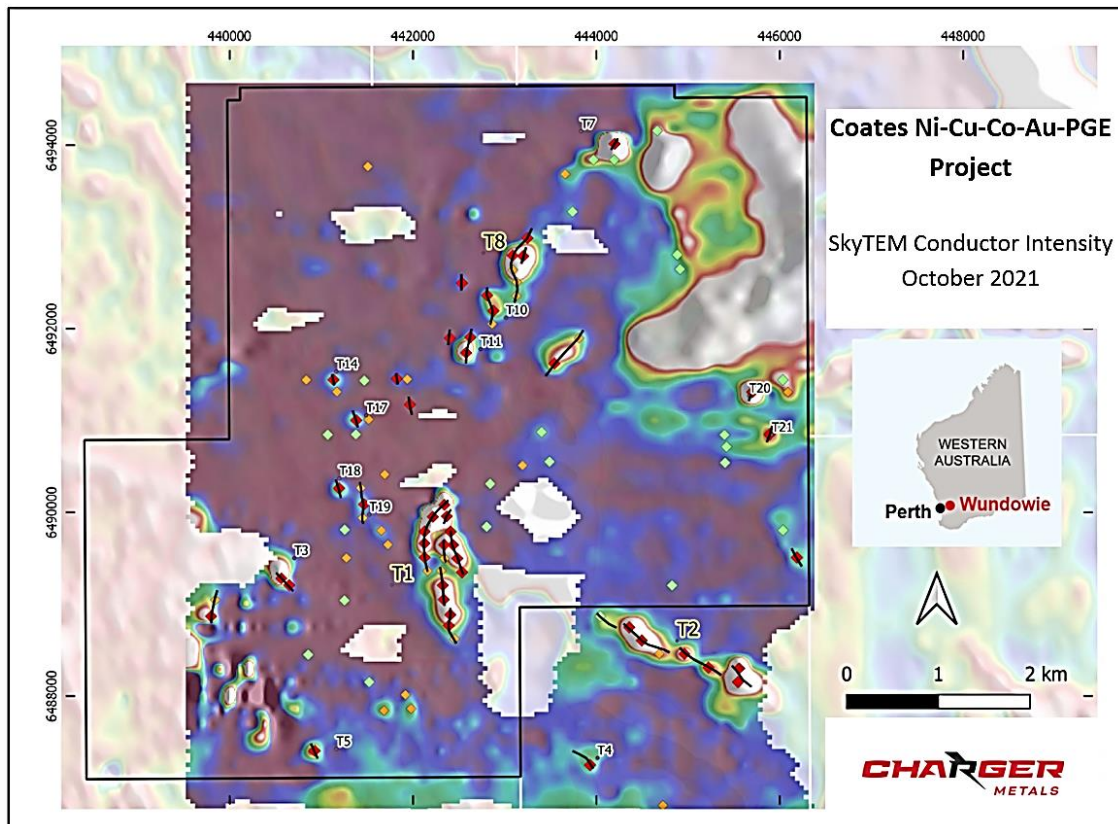 440000 442000 444000 446000 448000
Coates Ni-Cu-Co-Au-PGE
Project
SkyTEM Conductor Intensity
October 2021
6494000
6492000
6490000
6488000
T7
T8
T10
T11
T14
T17
T20
T21
T18
T19
T3
T1
T2
T5
T4
WESTERN
AUSTRALIA
Perth
Wundowie
0 1 2 km
CHARGER
METALS